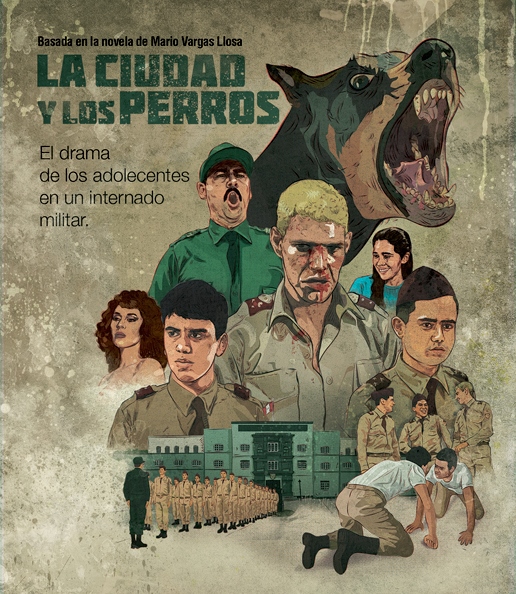 Basada en la novela de Mario Vargas Llosa
LA CIUDAD
Y LOS PERROS
El drama
de los adolecentes
en un internado
militar.